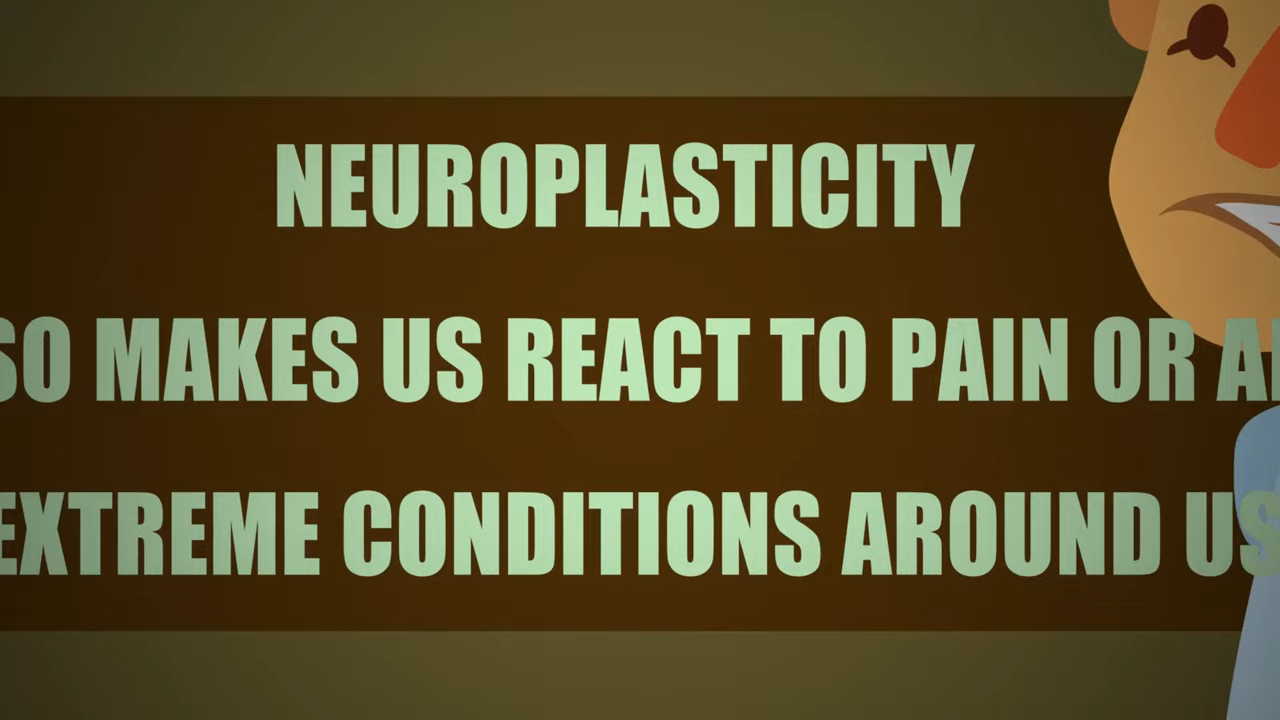 NEUROPLASTICITY
SO MAKES US REACT TO PAIN OR
EXTREME CONDITIONS AROUND US